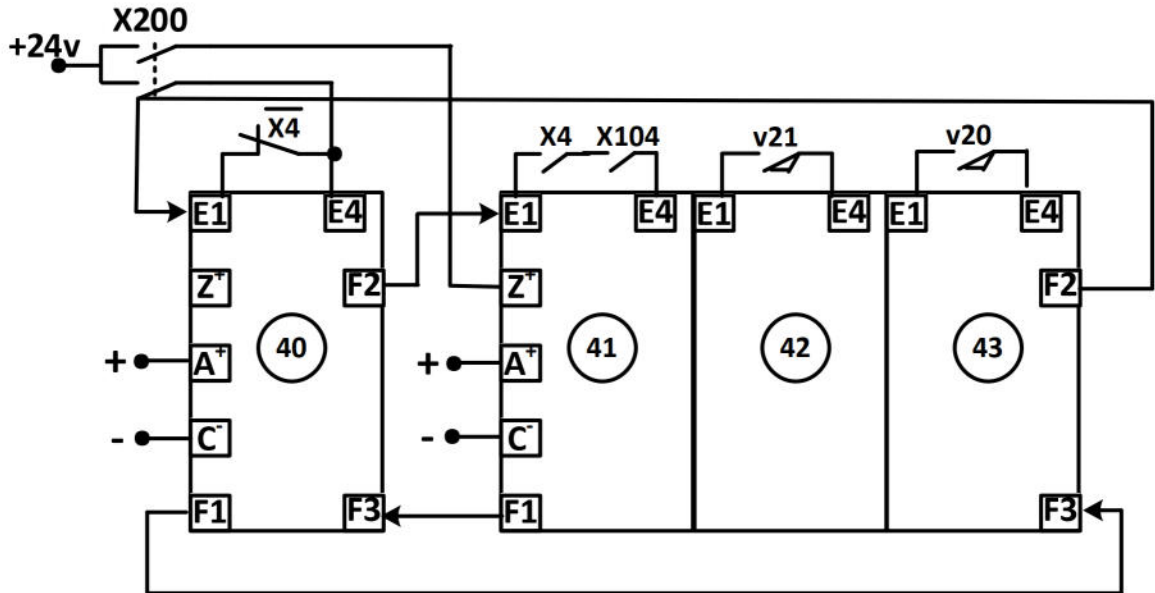 X200
+24v
X4
X4 X104 v21 v20
E1 E4 E1 E4 E1 E4 E1 E4
Z+ F2 Z+ F2
40 41 42 43
+ A+ + A+
- C- - C-
F1 F3 F1 F3